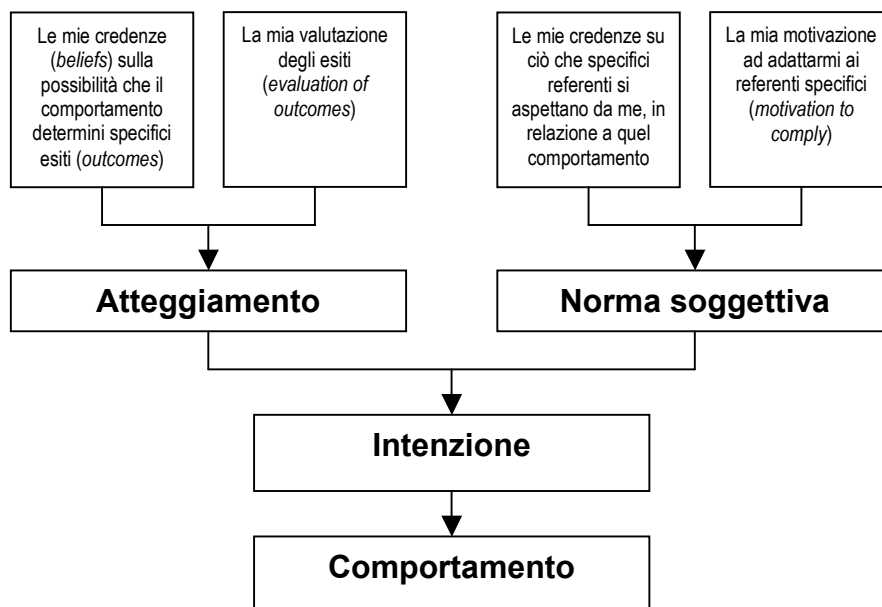 Le mie credenze
(beliefs) sulla
possibilità che il
comportamento
determini specifici
esiti (outcomes)
La mia valutazione
degli esiti
(evaluation of
outcomes)
Le mie credenze su
ciò che specifici
referenti si
aspettano da me, in
relazione a quel
comportamento
La mia motivazione
ad adattarmi ai
referenti specifici
(motivation to
comply)
Atteggiamento
Norma soggettiva
Intenzione
Comportamento